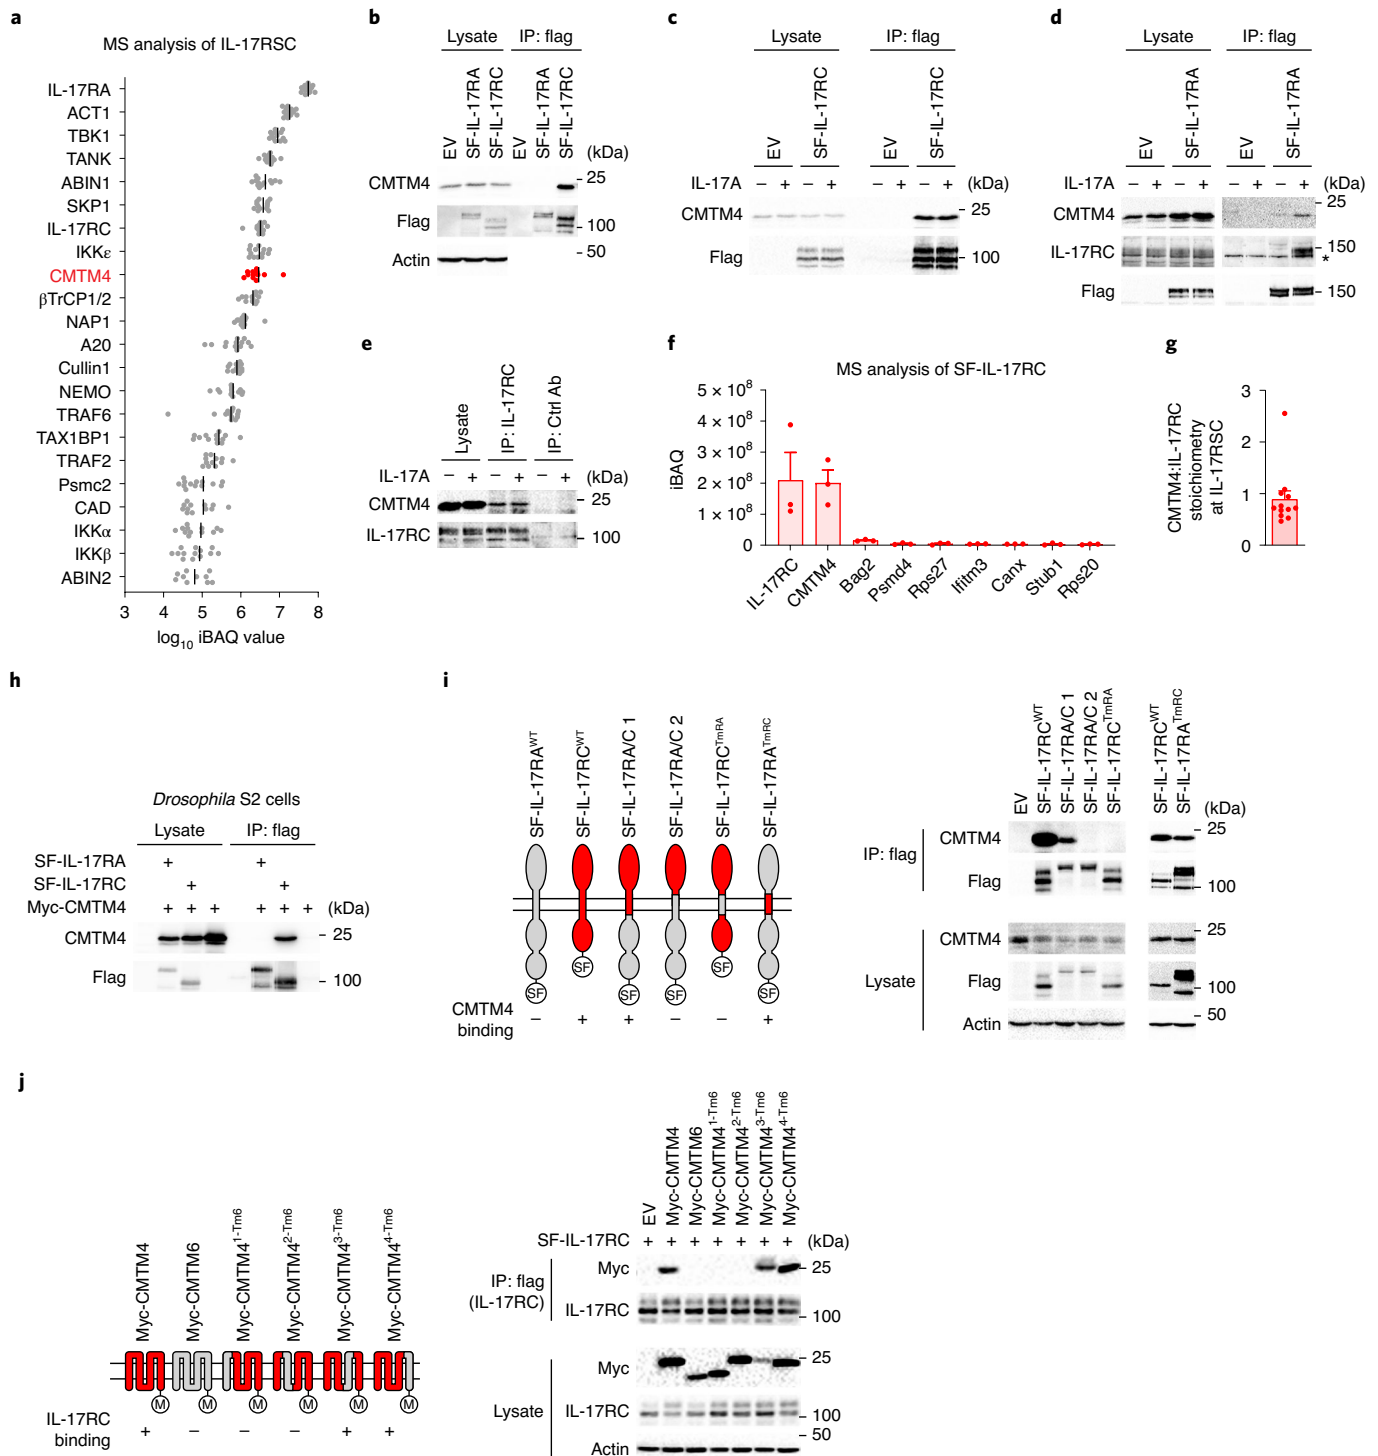 a
MS analysis of IL-17RSC
IL-17RA
ACT1
TBK1
TANK
ABIN1
SKP1
IL-17RC
IKKε
CMTM4
βTrCP1/2
NAP1
A20
Cullin1
NEMO
TRAF6
TAX1BP1
TRAF2
Psmc2
CAD
IKKα
IKKβ
ABIN2
3 4 5 6 7 8
log10 iBAQ value
b
Lysate IP: flag
EV SF-IL-17RA SF-IL-17RC EV SF-IL-17RA SF-IL-17RC
(kDa)
CMTM4 25
Flag 100
Actin 50
c
Lysate IP: flag
EV SF-IL-17RC EV SF-IL-17RC
IL-17A − + − + − + − + (kDa)
CMTM4 25
Flag 100
d
Lysate IP: flag
EV SF-IL-17RA EV SF-IL-17RA
IL-17A − + − + − + − + (kDa)
CMTM4 25
IL-17RC 150
*
Flag 150
e
Lysate IP: IL-17RC IP: Ctrl Ab
IL-17A − + − + − + (kDa)
CMTM4 25
IL-17RC 100
f
MS analysis of SF-IL-17RC
iBAQ
5 × 10⁸
4 × 10⁸
3 × 10⁸
2 × 10⁸
1 × 10⁸
0
IL-17RC CMTM4 Bag2 Psmd4 Rps27 Ifitm3 Canx Stub1 Rps20
g
CMTM4:IL-17RC
stoichiometry
at IL-17RSC
3
2
1
0
h
Drosophila S2 cells
Lysate IP: flag
SF-IL-17RA + +
SF-IL-17RC + +
Myc-CMTM4 + + + + + + (kDa)
CMTM4 25
Flag 100
i
SF-IL-17RA^WT SF-IL-17RC^WT SF-IL-17RA/C 1 SF-IL-17RA/C 2 SF-IL-17RC^TmRA SF-IL-17RA^TmRC
SF SF
SF SF SF SF
CMTM4
binding
− + + − − +
EV SF-IL-17RC^WT SF-IL-17RA/C 1 SF-IL-17RA/C 2 SF-IL-17RC^TmRA SF-IL-17RC^WT SF-IL-17RA^TmRC
(kDa)
IP: flag
CMTM4 25
Flag 100
Lysate
CMTM4 25
Flag 100
Actin 50
j
Myc-CMTM4 Myc-CMTM6 Myc-CMTM4^1-Tm6 Myc-CMTM4^2-Tm6 Myc-CMTM4^3-Tm6 Myc-CMTM4^4-Tm6
M M M M M M
IL-17RC
binding
+ − − − + +
EV Myc-CMTM4 Myc-CMTM6 Myc-CMTM4^1-Tm6 Myc-CMTM4^2-Tm6 Myc-CMTM4^3-Tm6 Myc-CMTM4^4-Tm6
SF-IL-17RC + + + + + + + (kDa)
IP: flag
(IL-17RC)
Myc 25
IL-17RC 100
Lysate
Myc 25
IL-17RC 100
Actin 50